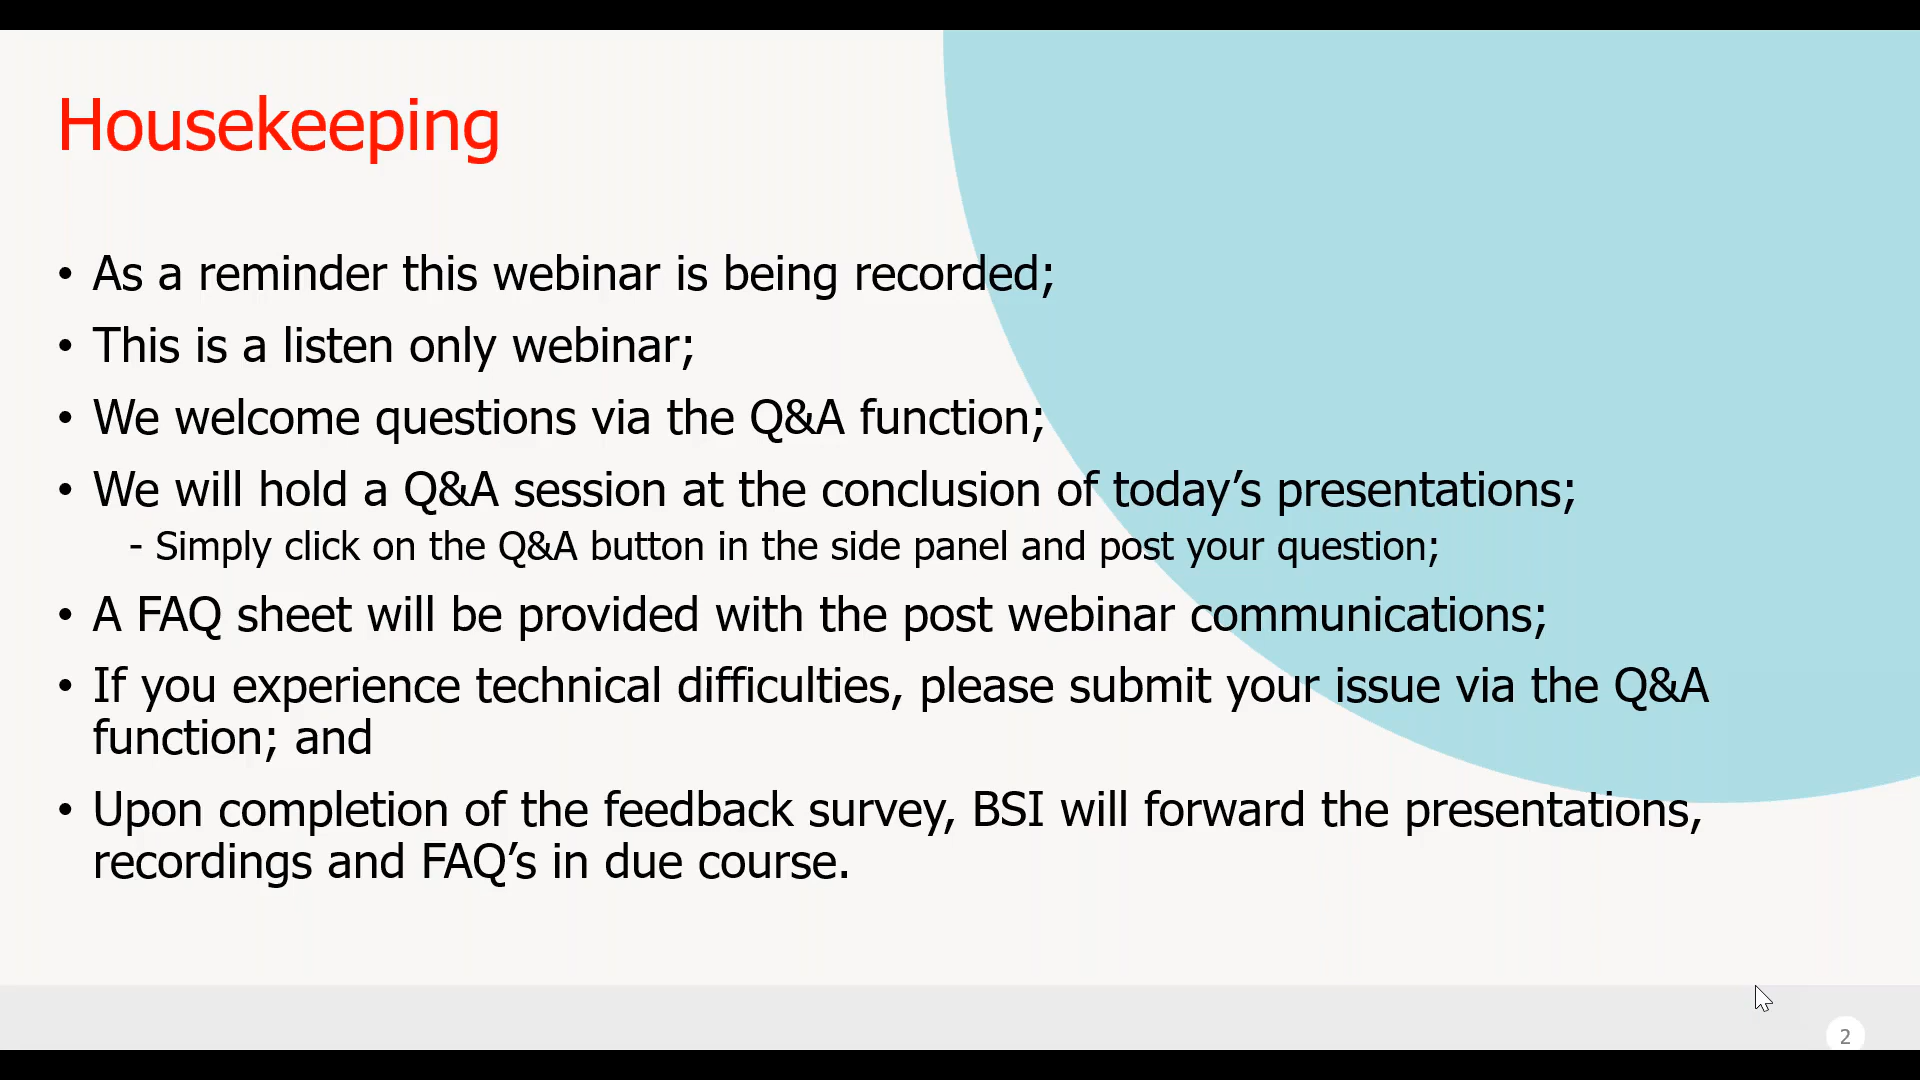 Housekeeping
• As a reminder this webinar is being recorded;
• This is a listen only webinar;
• We welcome questions via the Q&A function;
• We will hold a Q&A session at the conclusion of today’s presentations;
- Simply click on the Q&A button in the side panel and post your question;
• A FAQ sheet will be provided with the post webinar communications;
• If you experience technical difficulties, please submit your issue via the Q&A
function; and
• Upon completion of the feedback survey, BSI will forward the presentations,
recordings and FAQ’s in due course.
2